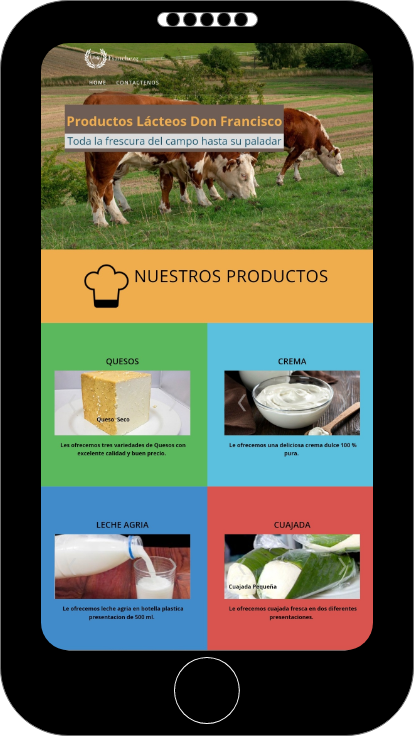 HOME CONTACTENOS
Productos Lácteos Don Francisco
Toda la frescura del campo hasta su paladar
NUESTROS PRODUCTOS
QUESOS
Queso Seco
Les ofrecemos tres variedades de Quesos con
excelente calidad y buen precio.
CREMA
Le ofrecemos una deliciosa crema dulce 100 %
pura.
LECHE AGRIA
Le ofrecemos leche agria en botella plastica
presentacion de 500 ml.
CUAJADA
Cuajada Pequeña
Le ofrecemos cuajada fresca en dos diferentes
presentaciones.